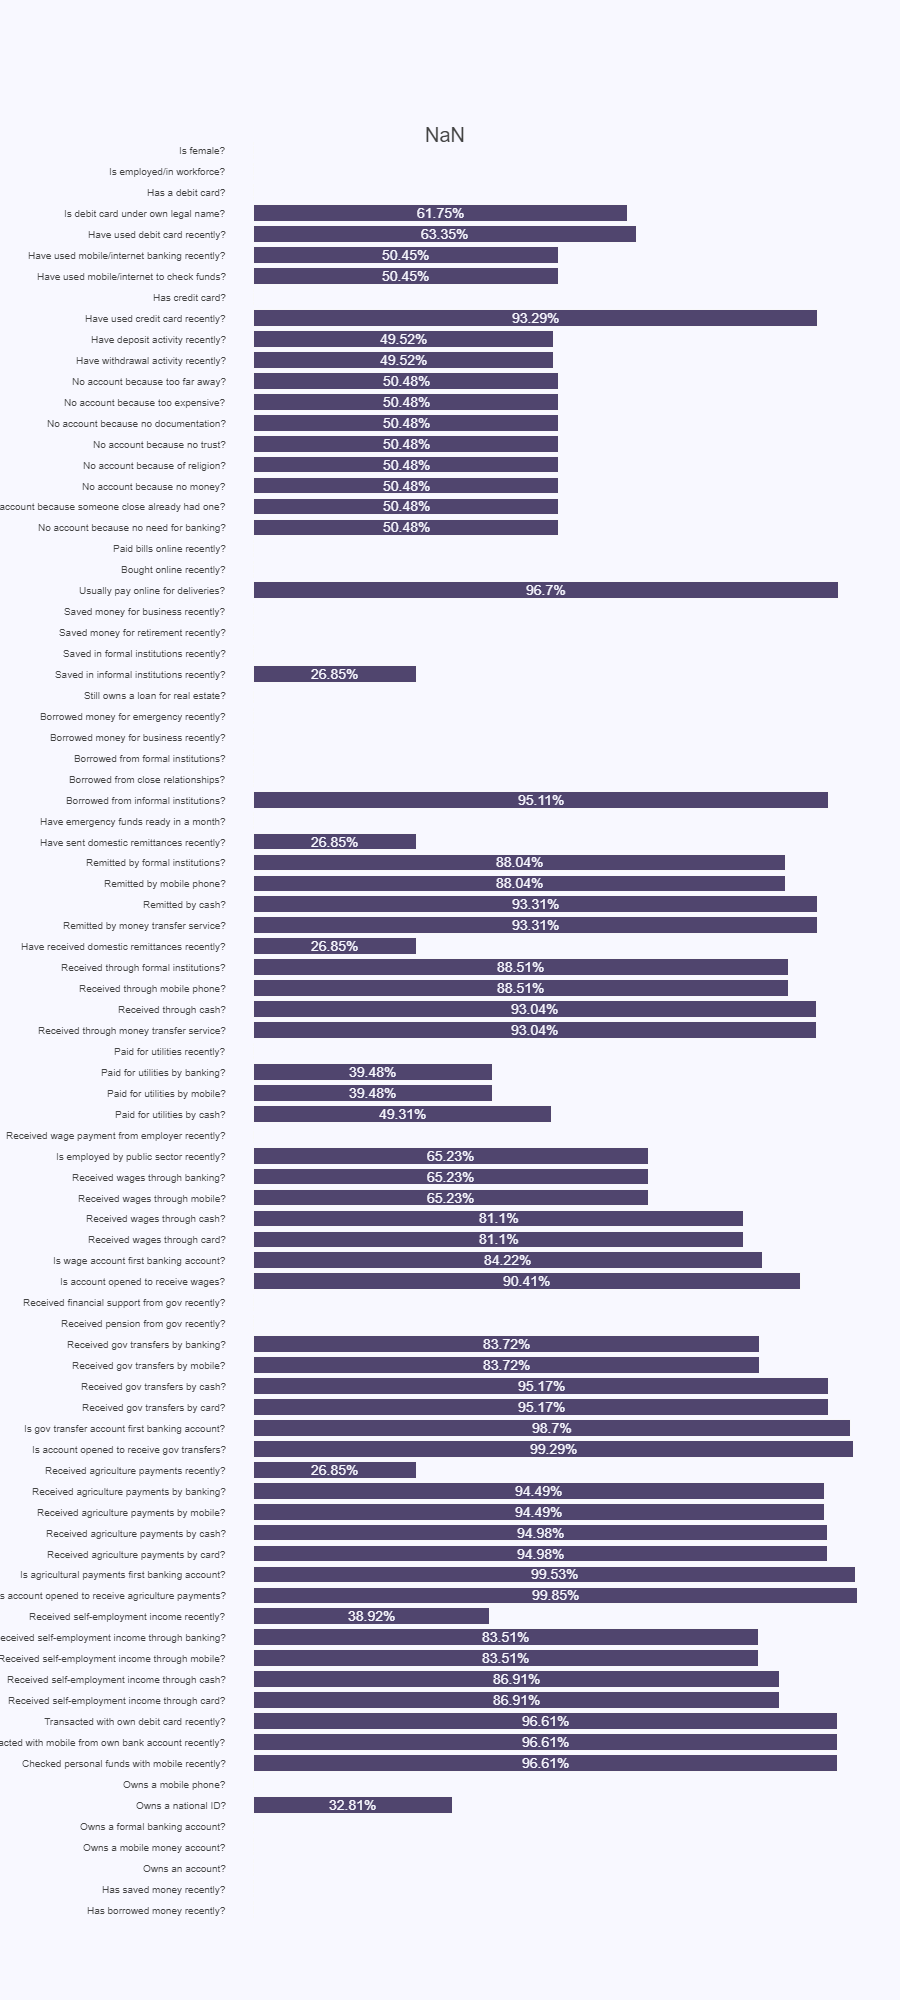 NaN
Is female?
Is employed/in workforce?
Has a debit card?
Is debit card under own legal name? 61.75%
Have used debit card recently? 63.35%
Have used mobile/internet banking recently? 50.45%
Have used mobile/internet to check funds? 50.45%
Has credit card?
Have used credit card recently? 93.29%
Have deposit activity recently? 49.52%
Have withdrawal activity recently? 49.52%
No account because too far away? 50.48%
No account because too expensive? 50.48%
No account because no documentation? 50.48%
No account because no trust? 50.48%
No account because of religion? 50.48%
No account because no money? 50.48%
account because someone close already had one? 50.48%
No account because no need for banking? 50.48%
Paid bills online recently?
Bought online recently?
Usually pay online for deliveries? 96.7%
Saved money for business recently?
Saved money for retirement recently?
Saved in formal institutions recently?
Saved in informal institutions recently? 26.85%
Still owns a loan for real estate?
Borrowed money for emergency recently?
Borrowed money for business recently?
Borrowed from formal institutions?
Borrowed from close relationships?
Borrowed from informal institutions? 95.11%
Have emergency funds ready in a month?
Have sent domestic remittances recently? 26.85%
Remitted by formal institutions? 88.04%
Remitted by mobile phone? 88.04%
Remitted by cash? 93.31%
Remitted by money transfer service? 93.31%
Have received domestic remittances recently? 26.85%
Received through formal institutions? 88.51%
Received through mobile phone? 88.51%
Received through cash? 93.04%
Received through money transfer service? 93.04%
Paid for utilities recently?
Paid for utilities by banking? 39.48%
Paid for utilities by mobile? 39.48%
Paid for utilities by cash? 49.31%
Received wage payment from employer recently?
Is employed by public sector recently? 65.23%
Received wages through banking? 65.23%
Received wages through mobile? 65.23%
Received wages through cash? 81.1%
Received wages through card? 81.1%
Is wage account first banking account? 84.22%
Is account opened to receive wages? 90.41%
Received financial support from gov recently?
Received pension from gov recently?
Received gov transfers by banking? 83.72%
Received gov transfers by mobile? 83.72%
Received gov transfers by cash? 95.17%
Received gov transfers by card? 95.17%
Is gov transfer account first banking account? 98.7%
Is account opened to receive gov transfers? 99.29%
Received agriculture payments recently? 26.85%
Received agriculture payments by banking? 94.49%
Received agriculture payments by mobile? 94.49%
Received agriculture payments by cash? 94.98%
Received agriculture payments by card? 94.98%
Is agricultural payments first banking account? 99.53%
s account opened to receive agriculture payments? 99.85%
Received self-employment income recently? 38.92%
eceived self-employment income through banking? 83.51%
Received self-employment income through mobile? 83.51%
Received self-employment income through cash? 86.91%
Received self-employment income through card? 86.91%
Transacted with own debit card recently? 96.61%
acted with mobile from own bank account recently? 96.61%
Checked personal funds with mobile recently? 96.61%
Owns a mobile phone?
Owns a national ID? 32.81%
Owns a formal banking account?
Owns a mobile money account?
Owns an account?
Has saved money recently?
Has borrowed money recently?